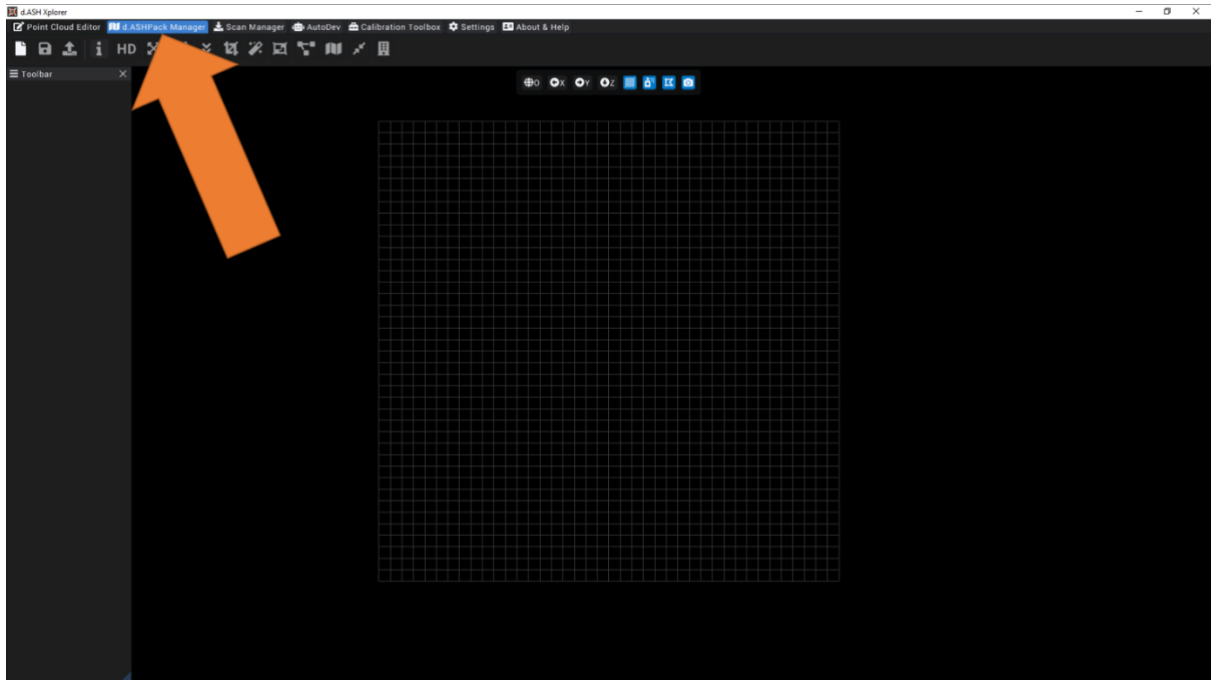 d.ASH Xplorer
Point Cloud Editor d.ASHPack Manager Scan Manager AutoDev Calibration Toolbox Settings About & Help
i HD
Toolbar
O X Y Z